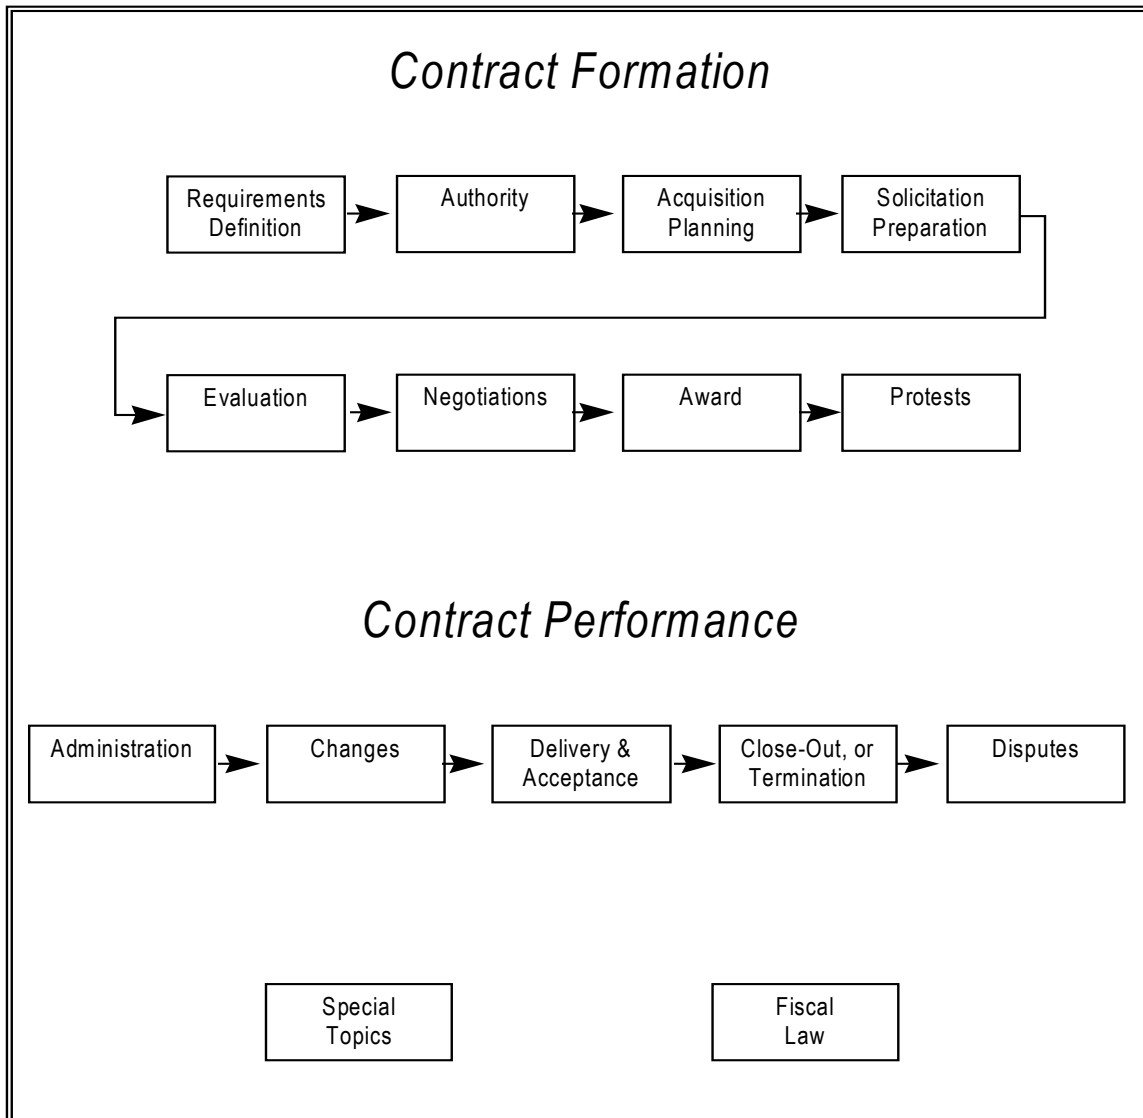 Contract Formation
Requirements
Definition
Authority
Acquisition
Planning
Solicitation
Preparation
Evaluation
Negotiations
Award
Protests
Contract Performance
Administration
Changes
Delivery &
Acceptance
Close-Out, or
Termination
Disputes
Special
Topics
Fiscal
Law